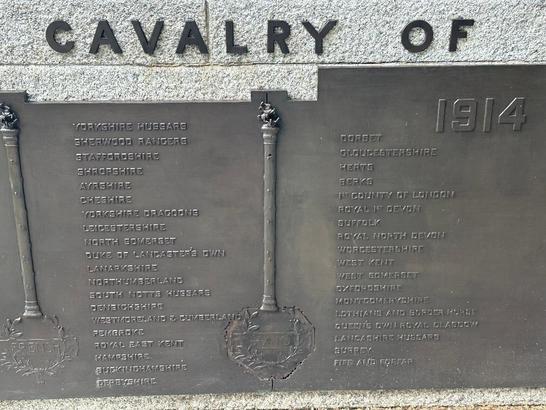 CAVALRY OF
1914
YORKSHIRE HUSSARS
SHERWOOD RANGERS
STAFFORDSHIRE
SHROPSHIRE
AYRSHIRE
CHESHIRE
YORKSHIRE DRAGOONS
LEICESTERSHIRE
NORTH SOMERSET
DUKE OF LANCASTER'S OWN
LANARKSHIRE
NORTHUMBERLAND
SOUTH NOTTS HUSSARS
DENBIGHSHIRE
WESTMORELAND & CUMBERLAND
PEMBROKE
ROYAL EAST KENT
HAMPSHIRE
BUCKINGHAMSHIRE
DERBYSHIRE
DORSET
GLOUCESTERSHIRE
HERTS
BERKS
1ST COUNTY OF LONDON
ROYAL 1ST DEVON
SUFFOLK
ROYAL NORTH DEVON
WORCESTERSHIRE
WEST KENT
WEST SOMERSET
OXFORDSHIRE
MONTGOMERYSHIRE
LOTHIANS AND BORDER HORSE
QUEEN'S OWN ROYAL GLASGOW
LANCASHIRE HUSSARS
SURREY
FIFE AND FORFAR